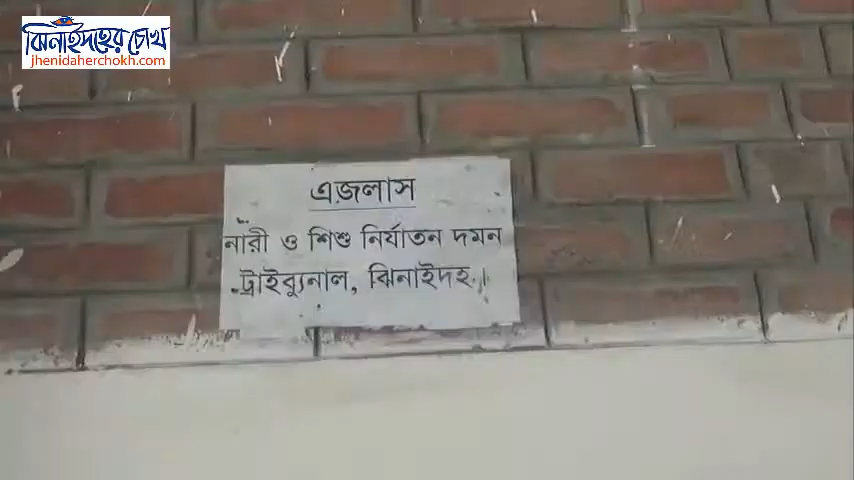 ঝিনাইদহের চোখ
jhenidaherchokh.com
এজলাস
নারী ও শিশু নির্যাতন দমন
ট্রাইব্যুনাল, ঝিনাইদহ।